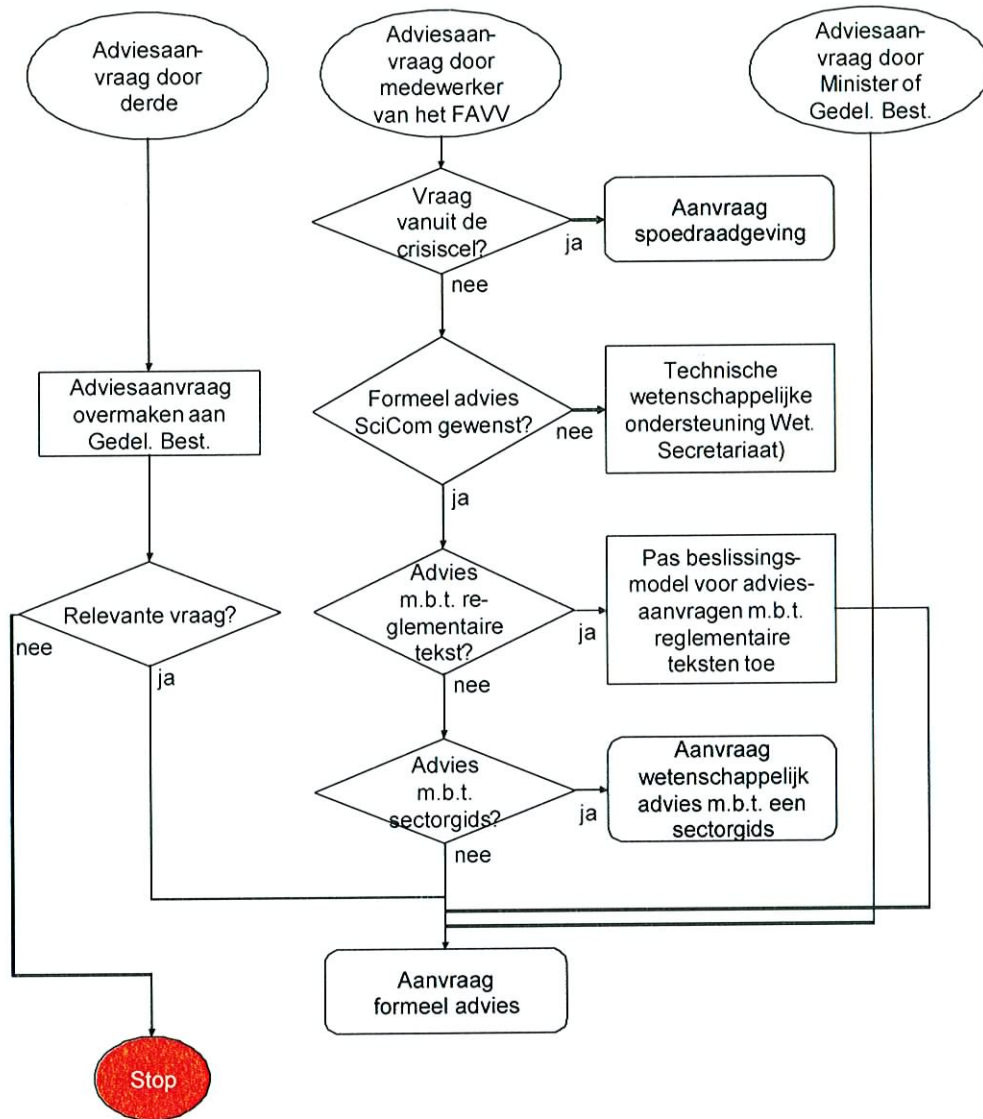 Adviesaan-
vraag door
derde
Adviesaan-
vraag door
medewerker
van het FAVV
Adviesaan-
vraag door
Minister of
Gedel. Best.
Vraag
vanuit de
crisiscel?
ja
nee
Aanvraag
spoedraadgeving
Adviesaanvraag
overmaken aan
Gedel. Best.
Formeel advies
SciCom gewenst?
nee
ja
Technische
wetenschappelijke
ondersteuning Wet.
Secretariaat)
Relevante vraag?
nee
ja
Advies
m.b.t. re-
glementaire
tekst?
ja
nee
Pas beslissings-
model voor advies-
aanvragen m.b.t.
reglementaire
teksten toe
Advies
m.b.t.
sectorgids?
ja
nee
Aanvraag
wetenschappelijk
advies m.b.t. een
sectorgids
Aanvraag
formeel advies
Stop